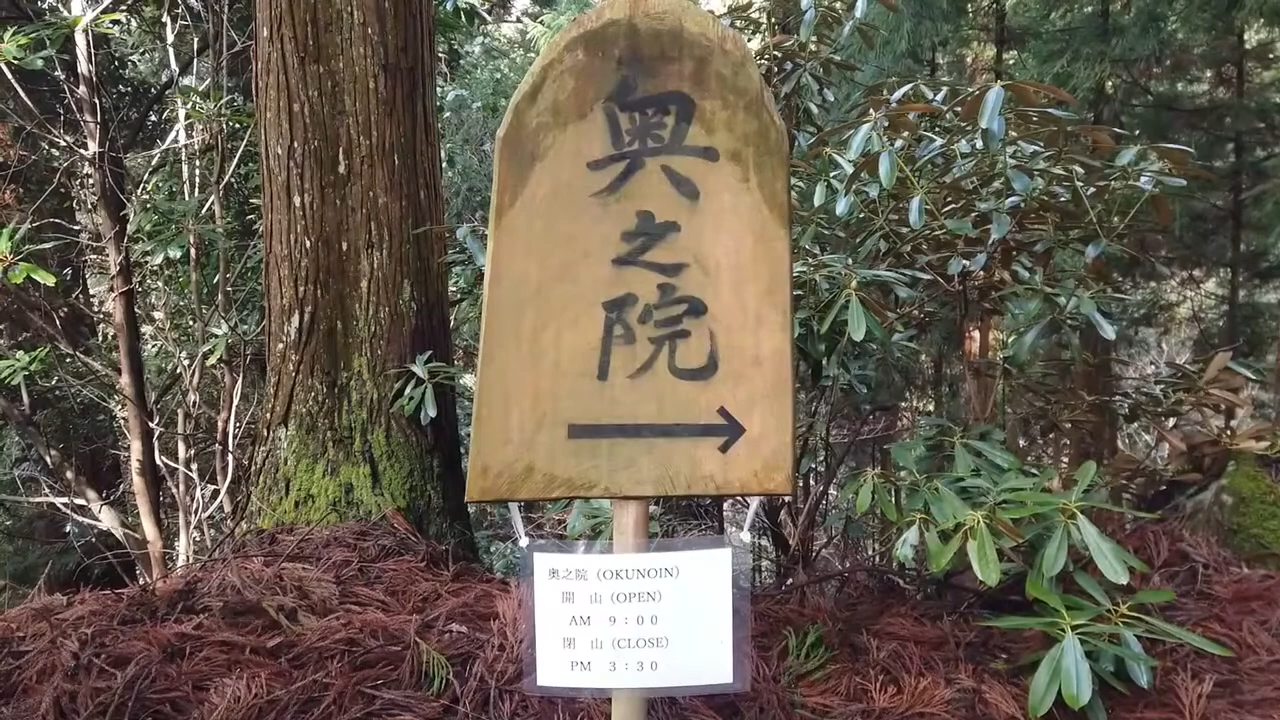 奥之院
奥之院 (OKUNOIN)
開 山 (OPEN)
AM 9:00
閉 山 (CLOSE)
PM 3:30